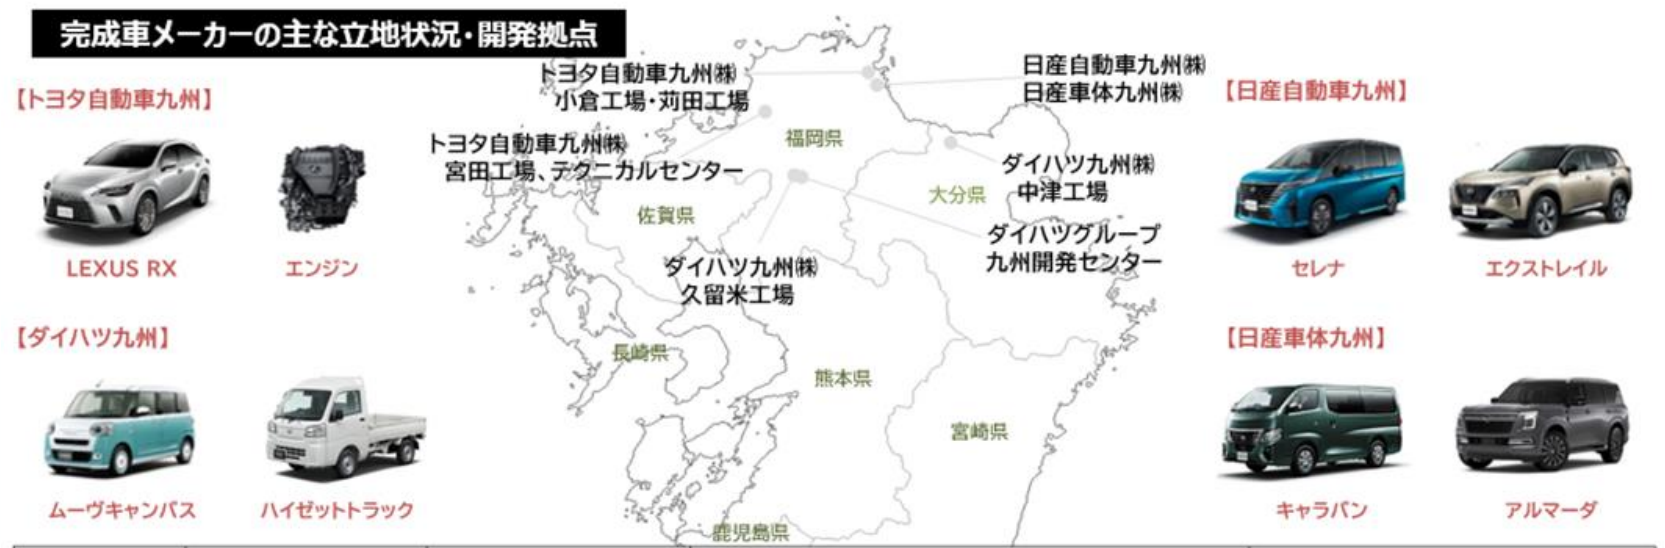 完成車メーカーの主な立地状況・開発拠点
【トヨタ自動車九州】
LEXUS RX
エンジン
【ダイハツ九州】
ムーヴキャンバス
ハイゼットトラック
トヨタ自動車九州㈱
小倉工場・苅田工場
トヨタ自動車九州㈱
宮田工場、テクニカルセンター
日産自動車九州㈱
日産車体九州㈱
ダイハツ九州㈱
中津工場
ダイハツグループ
九州開発センター
ダイハツ九州㈱
久留米工場
福岡県
大分県
佐賀県
長崎県
熊本県
宮崎県
鹿児島県
【日産自動車九州】
セレナ
エクストレイル
【日産車体九州】
キャラバン
アルマーダ